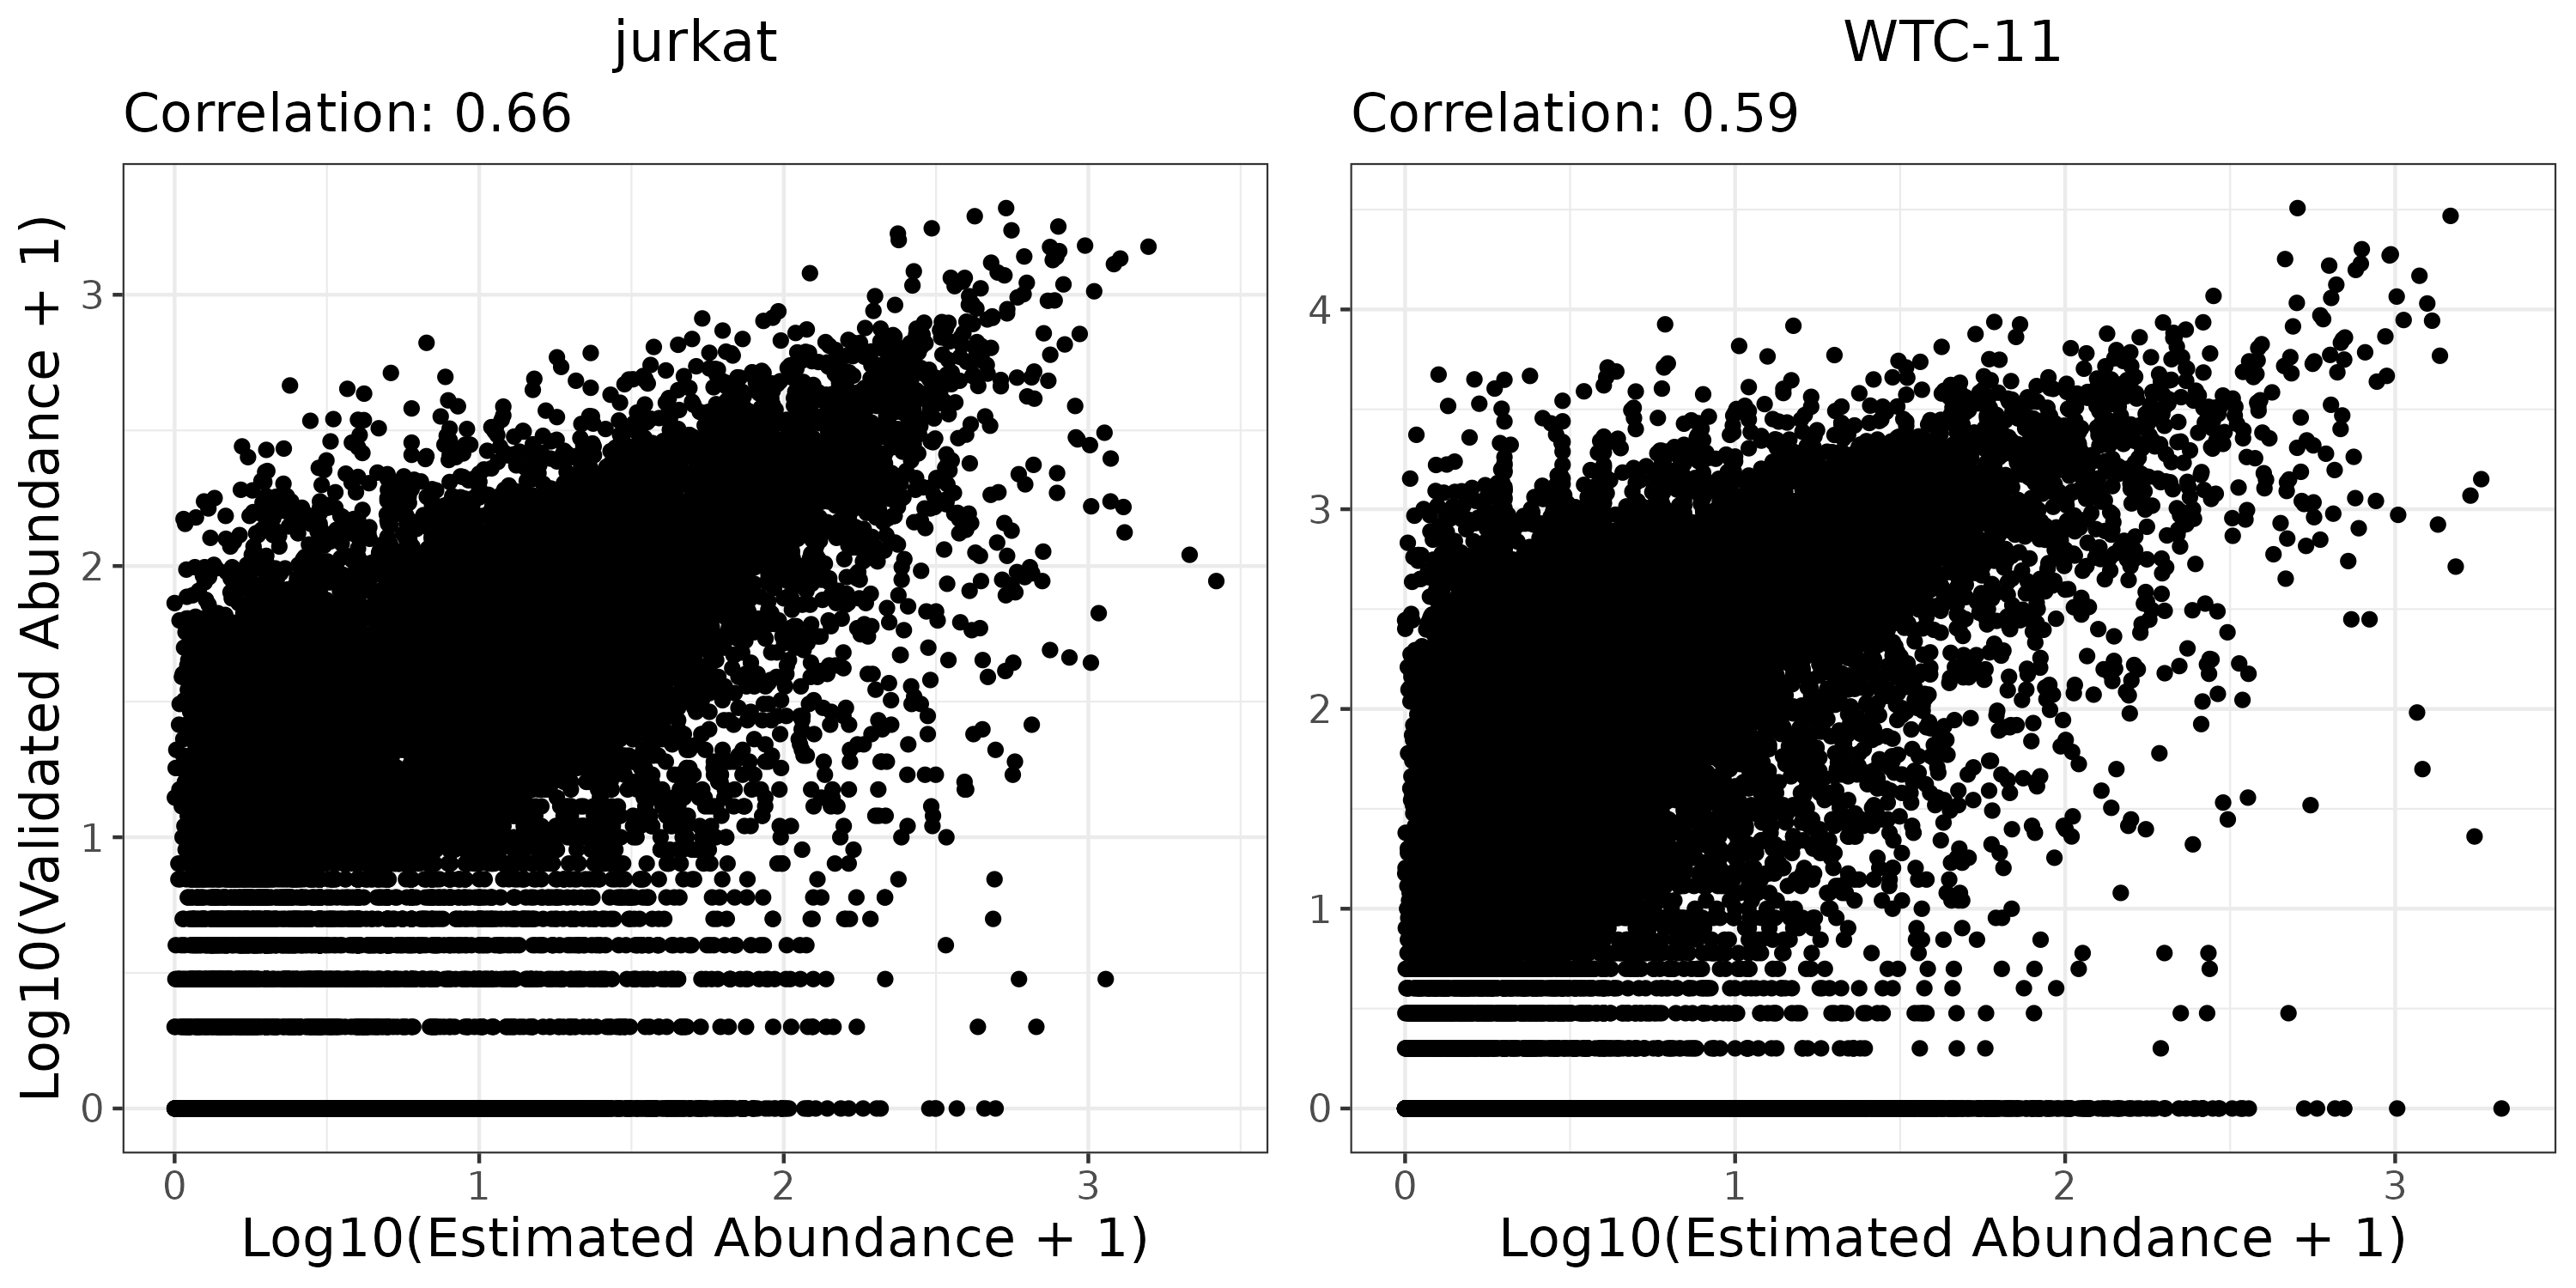 jurkat
Correlation: 0.66
Log10(Validated Abundance + 1)
3
2
1
0
0 1 2 3
Log10(Estimated Abundance + 1)
WTC-11
Correlation: 0.59
4
3
2
1
0
0 1 2 3
Log10(Estimated Abundance + 1)